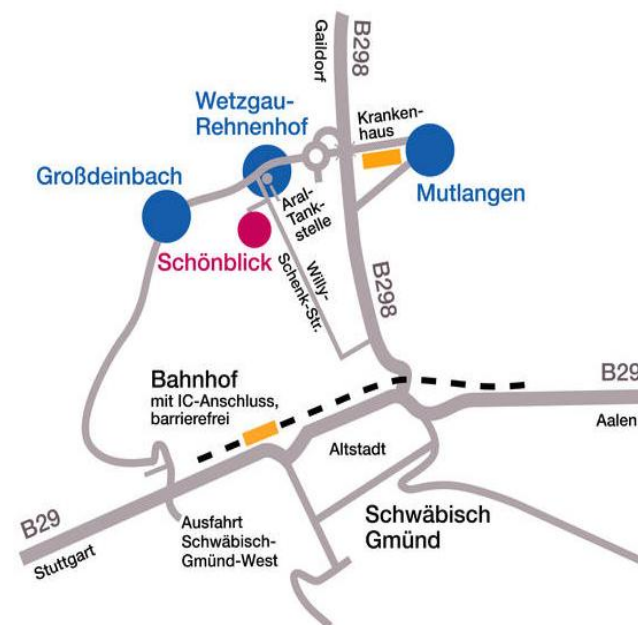 Gaildorf
B298
Wetzgau-
Rehnenhof
Kranken-
haus
Großdeinbach
Mutlangen
Aral-
Tank-
stelle
Schönblick
Willy-
Schenk-Str.
B298
Bahnhof
mit IC-Anschluss,
barrierefrei
B29
Aalen
Altstadt
B29
Stuttgart
Ausfahrt
Schwäbisch-
Gmünd-West
Schwäbisch
Gmünd